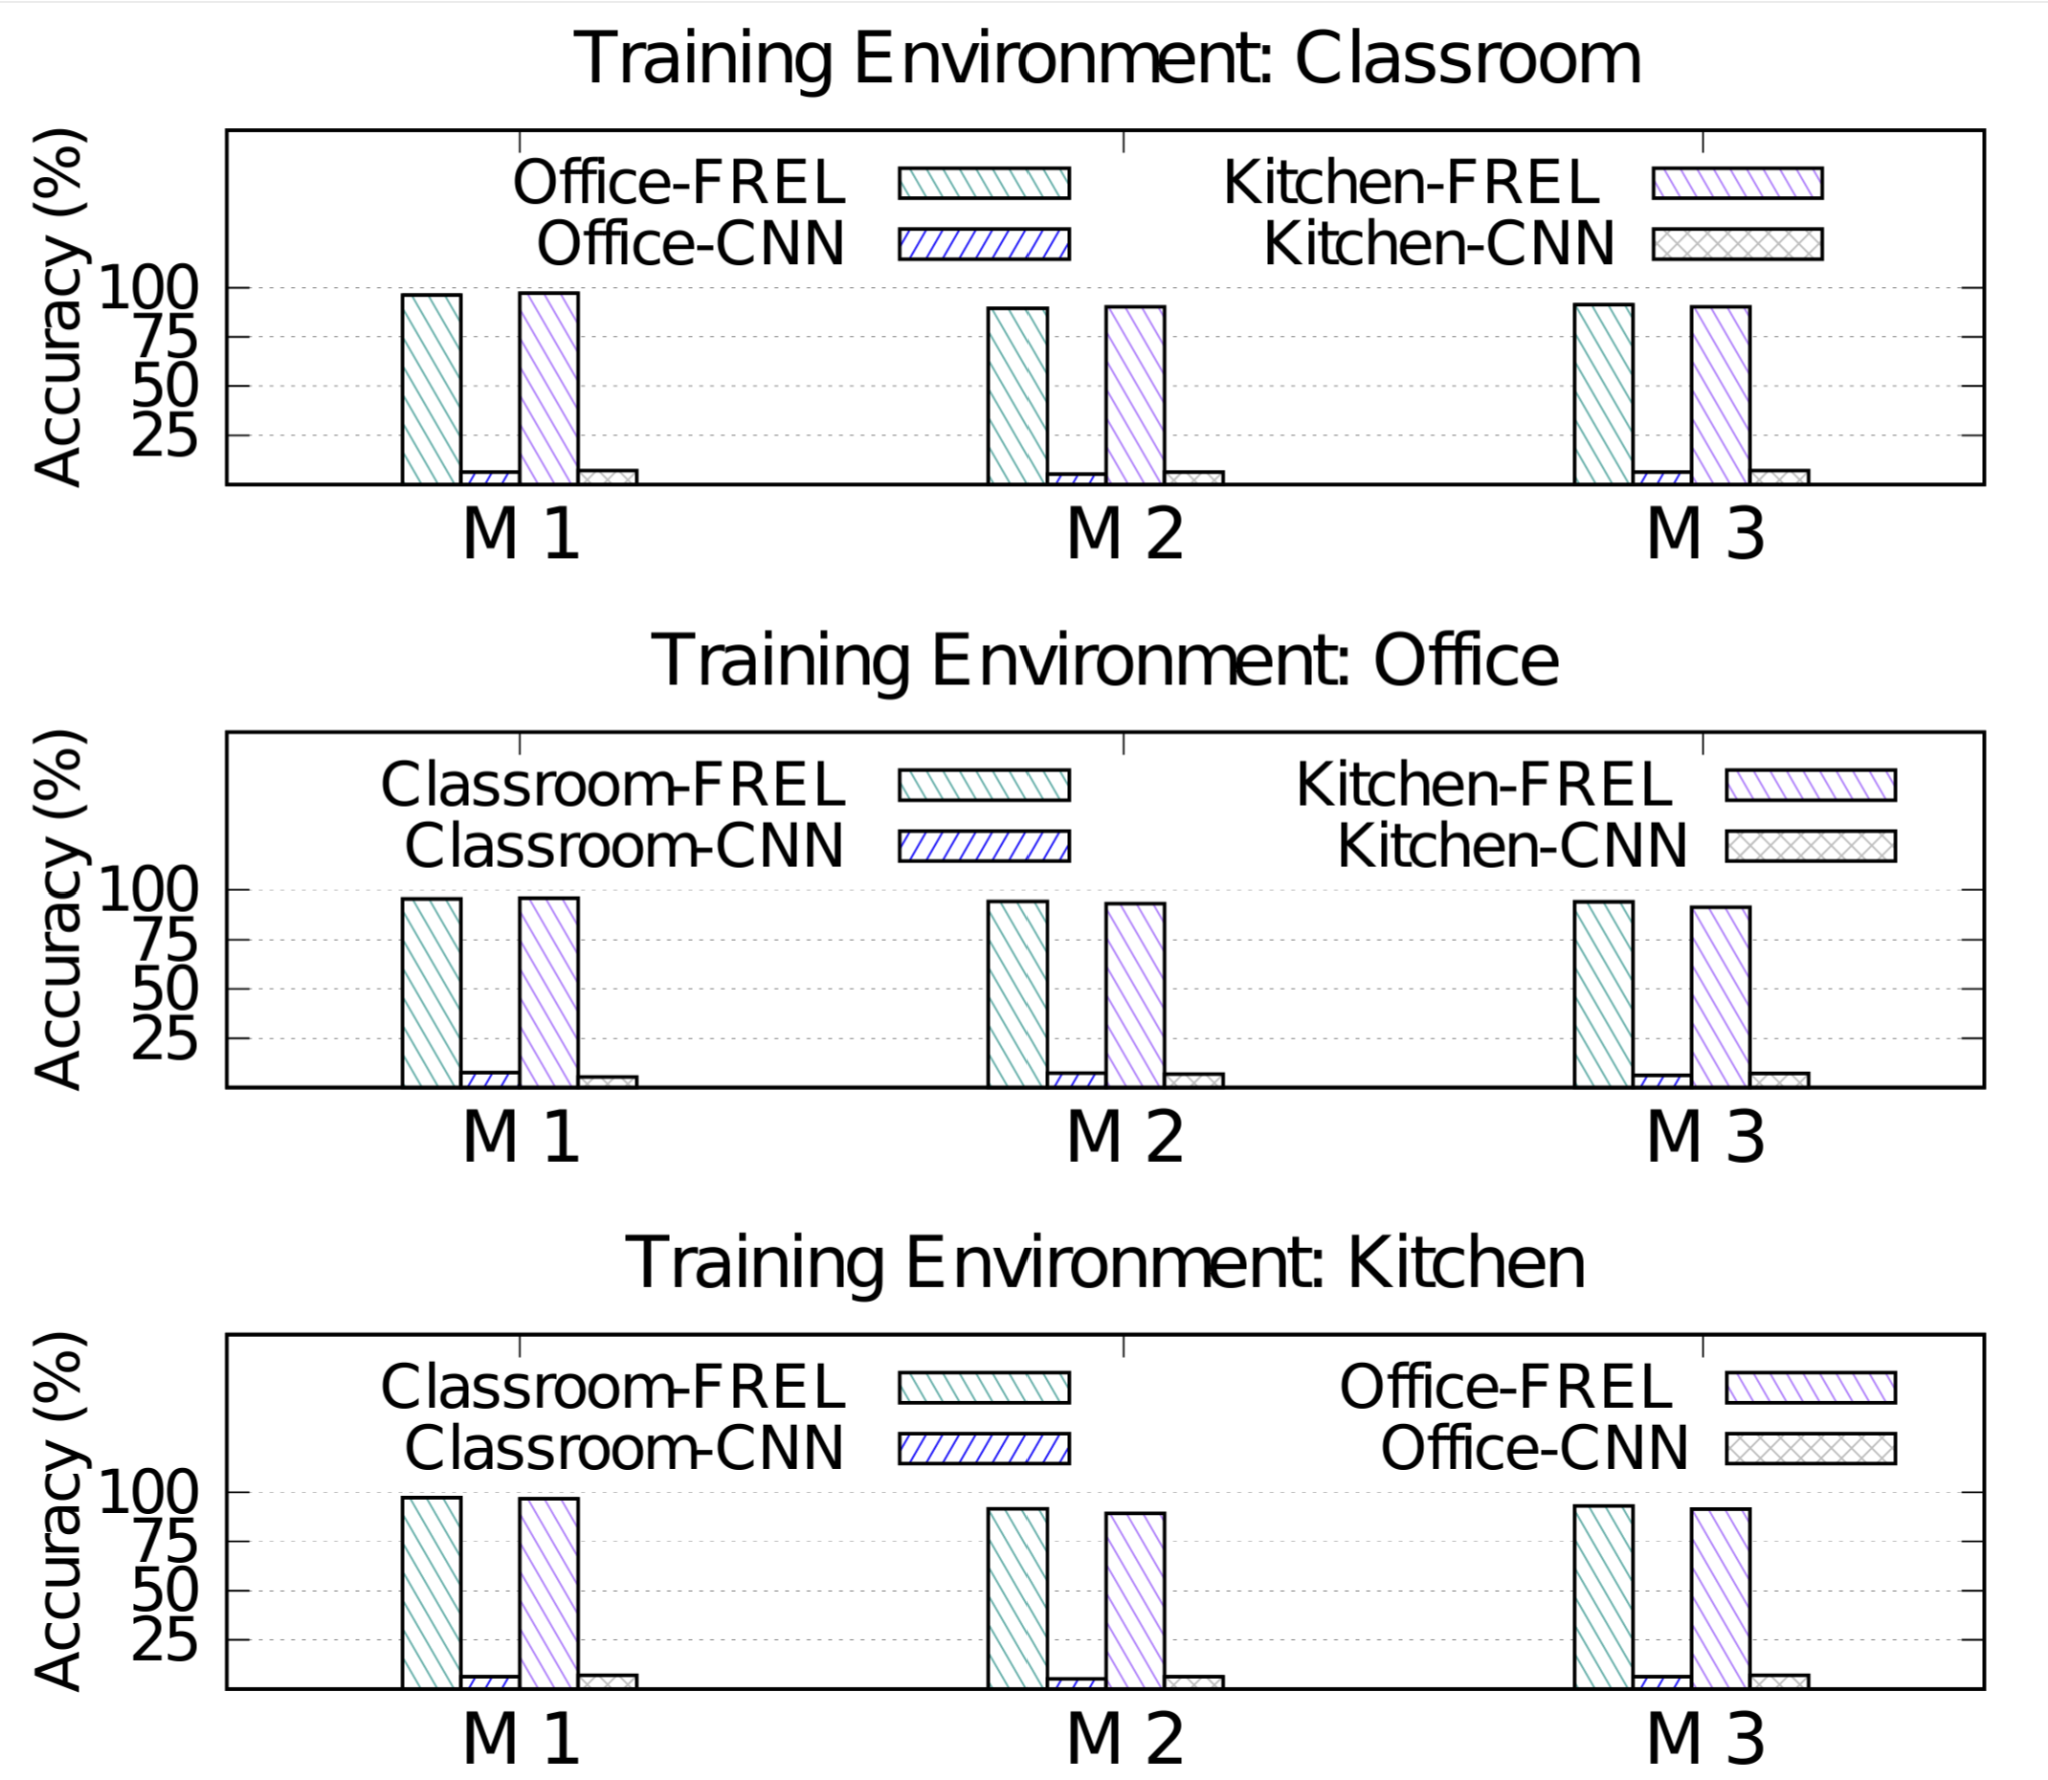 Training Environment: Classroom
Accuracy (%)
Office-FREL Kitchen-FREL
Office-CNN Kitchen-CNN
100
75
50
25
M 1 M 2 M 3
Training Environment: Office
Accuracy (%)
Classroom-FREL Kitchen-FREL
Classroom-CNN Kitchen-CNN
100
75
50
25
M 1 M 2 M 3
Training Environment: Kitchen
Accuracy (%)
Classroom-FREL Office-FREL
Classroom-CNN Office-CNN
100
75
50
25
M 1 M 2 M 3